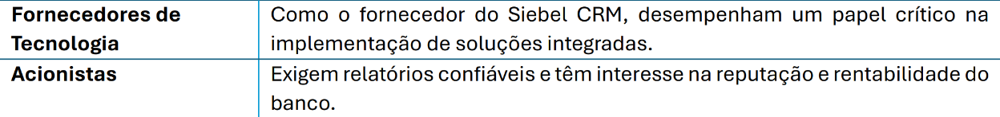 Fornecedores de
Tecnologia
Como o fornecedor do Siebel CRM, desempenham um papel crítico na
implementação de soluções integradas.
Acionistas
Exigem relatórios confiáveis e têm interesse na reputação e rentabilidade do
banco.